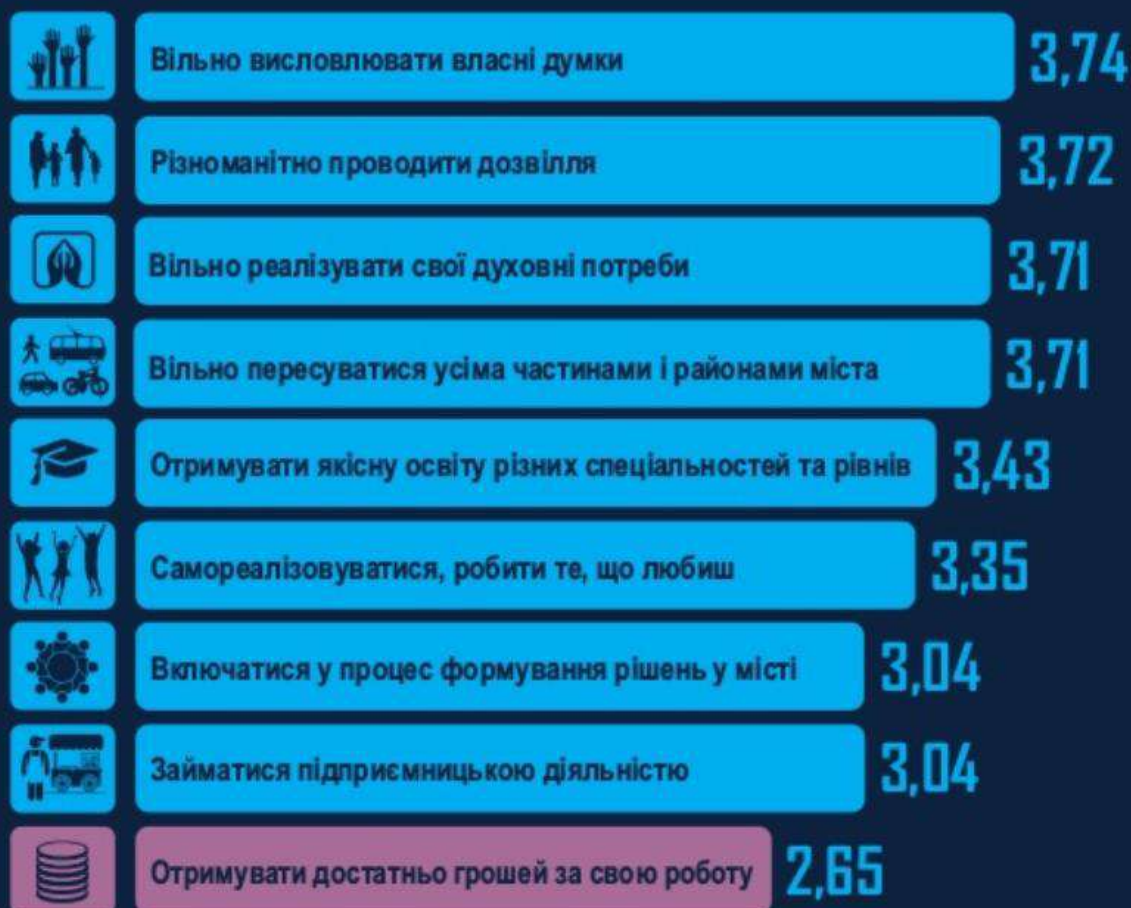 Вільно висловлювати власні думки 3,74
Різноманітно проводити дозвілля 3,72
Вільно реалізувати свої духовні потреби 3,71
Вільно пересуватися усіма частинами і районами міста 3,71
Отримувати якісну освіту різних спеціальностей та рівнів 3,43
Самореалізовуватися, робити те, що любиш 3,35
Включатися у процес формування рішень у місті 3,04
Займатися підприємницькою діяльністю 3,04
Отримувати достатньо грошей за свою роботу 2,65